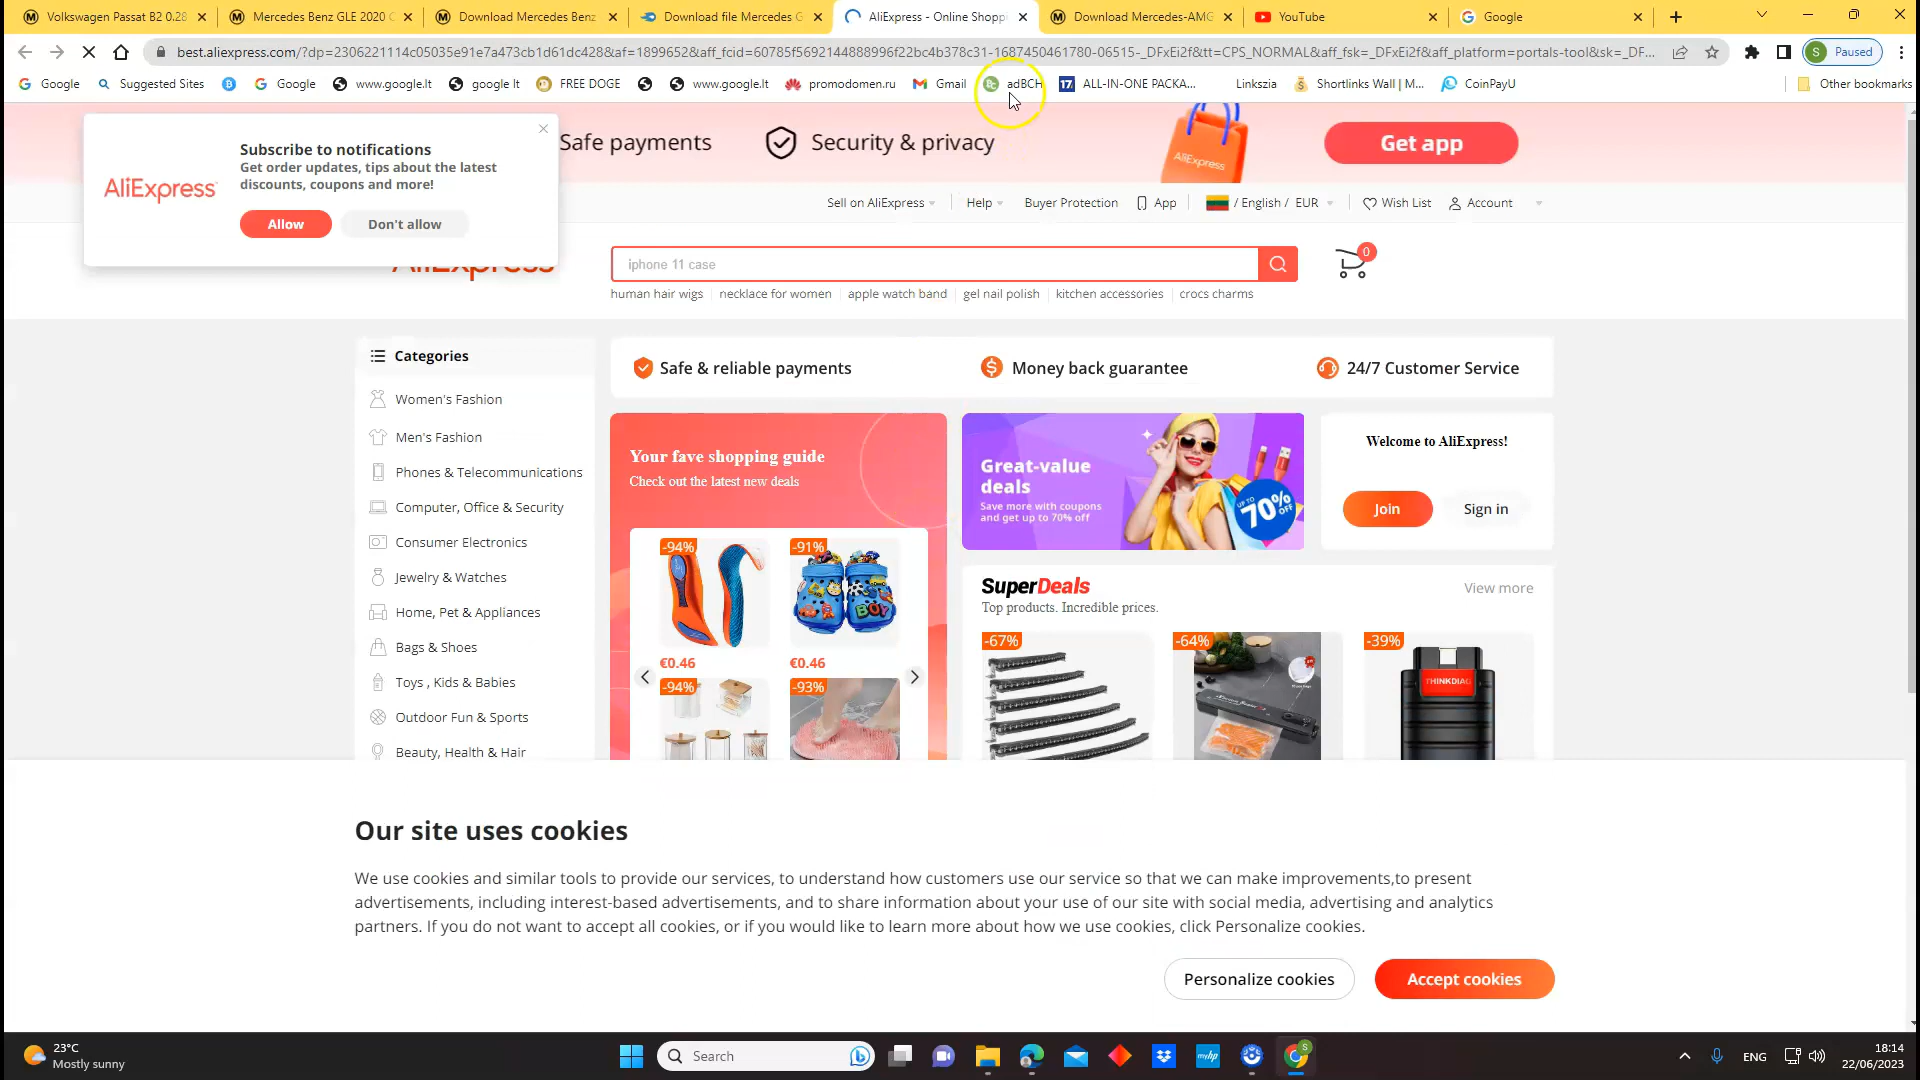 Volkswagen Passat B2 0.28
Mercedes Benz GLE 2020 C
Download Mercedes Benz
Download file Mercedes G
AliExpress - Online Shopp
Download Mercedes-AMG
YouTube
Google
best.aliexpress.com/?dp=2306221114c05035e91e7a473cb1d61dc428&af=1899652&aff_fcid=60785f5692144888996f22bc4b378c31-1687450461780-06515-_DFxEi2f&tt=CPS_NORMAL&aff_fsk=_DFxEi2f&aff_platform=portals-tool&sk=_DF...
S Paused
Google
Suggested Sites
Google
www.google.lt
google lt
FREE DOGE
www.google.lt
promodomen.ru
Gmail
adBCH
17 ALL-IN-ONE PACKA...
Linkszia
Shortlinks Wall | M...
CoinPayU
Other bookmarks
Safe payments
Security & privacy
AliExpress
Get app
Subscribe to notifications
Get order updates, tips about the latest
discounts, coupons and more!
AliExpress
Allow
Don't allow
Sell on AliExpress
Help
Buyer Protection
App
/ English / EUR
Wish List
Account
AliExpress
iphone 11 case
0
human hair wigs
necklace for women
apple watch band
gel nail polish
kitchen accessories
crocs charms
Categories
Women's Fashion
Men's Fashion
Phones & Telecommunications
Computer, Office & Security
Consumer Electronics
Jewelry & Watches
Home, Pet & Appliances
Bags & Shoes
Toys , Kids & Babies
Outdoor Fun & Sports
Beauty, Health & Hair
Safe & reliable payments
Money back guarantee
24/7 Customer Service
Your fave shopping guide
Check out the latest new deals
-94%
-91%
BOY
€0.46
€0.46
-94%
-93%
Great-value
deals
Save more with coupons
and get up to 70% off
UP TO
70%
OFF
Welcome to AliExpress!
Join
Sign in
SuperDeals
View more
Top products. Incredible prices.
-67%
-64%
-39%
THINKDIAG
Our site uses cookies
We use cookies and similar tools to provide our services, to understand how customers use our service so that we can make improvements,to present
advertisements, including interest-based advertisements, and to share information about your use of our site with social media, advertising and analytics
partners. If you do not want to accept all cookies, or if you would like to learn more about how we use cookies, click Personalize cookies.
Personalize cookies
Accept cookies
23°C
Mostly sunny
Search
myhp
S
ENG
18:14
22/06/2023